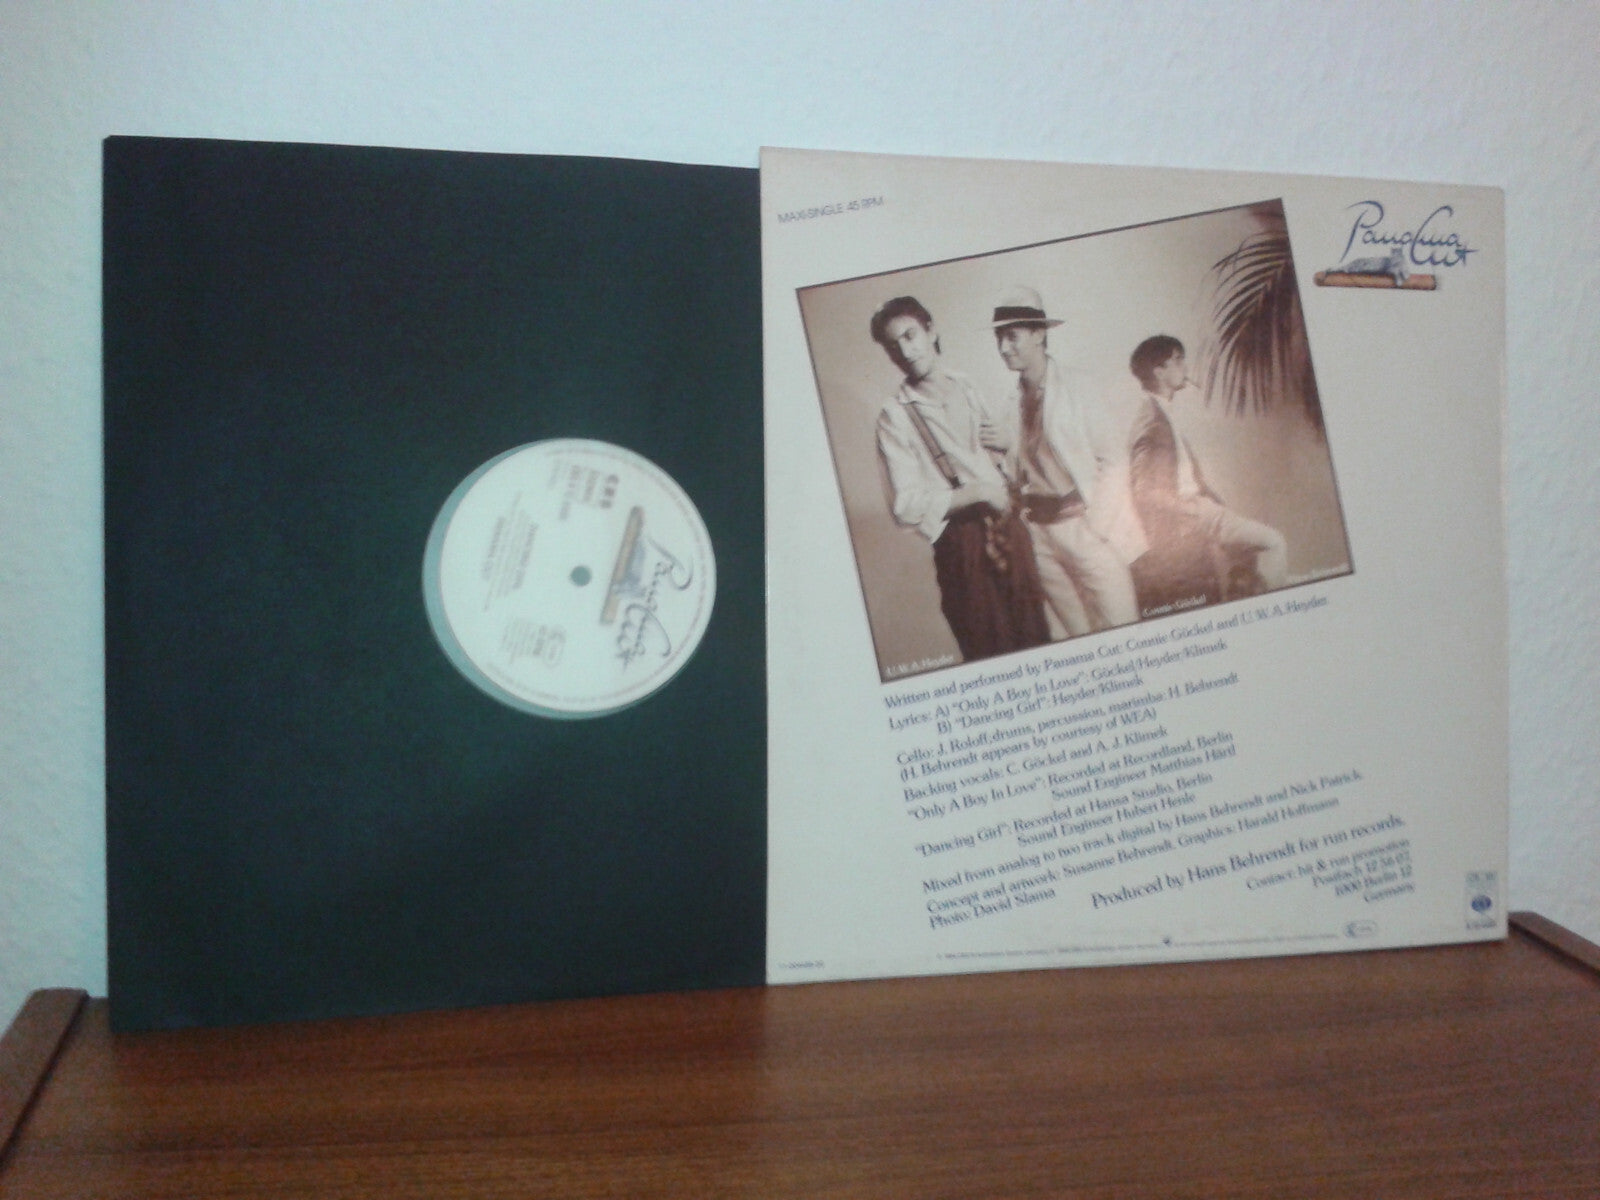 CBS
Panama
Cut
MAXI-SINGLE 45 RPM
Panama
Cut
U.W.A. Heyder
(Connie Göckel)
Written and performed by Panama Cut: Connie Göckel and U. W. A. Heyder
Lyrics: A) "Only A Boy In Love": Göckel/Heyder/Klimek
B) "Dancing Girl": Heyder/Klimek
Cello: J. Roloff, drums, percussion, marimba: H. Behrendt
(H. Behrendt appears by courtesy of WEA)
Backing vocals: C. Göckel and A. J. Klimek
"Only A Boy In Love": Recorded at Recordland, Berlin
Sound Engineer Matthias Härtl
"Dancing Girl": Recorded at Hansa Studio, Berlin
Sound Engineer Hubert Henle
Mixed from analog to two track digital by Hans Behrendt and Nick Patrick
Concept and artwork: Susanne Behrendt. Graphics: Harald Hoffmann
Photo: David Slama
Produced by Hans Behrendt for run records.
Contact: hit & run promotion
Postfach 12 56 07
1000 Berlin 12
Germany